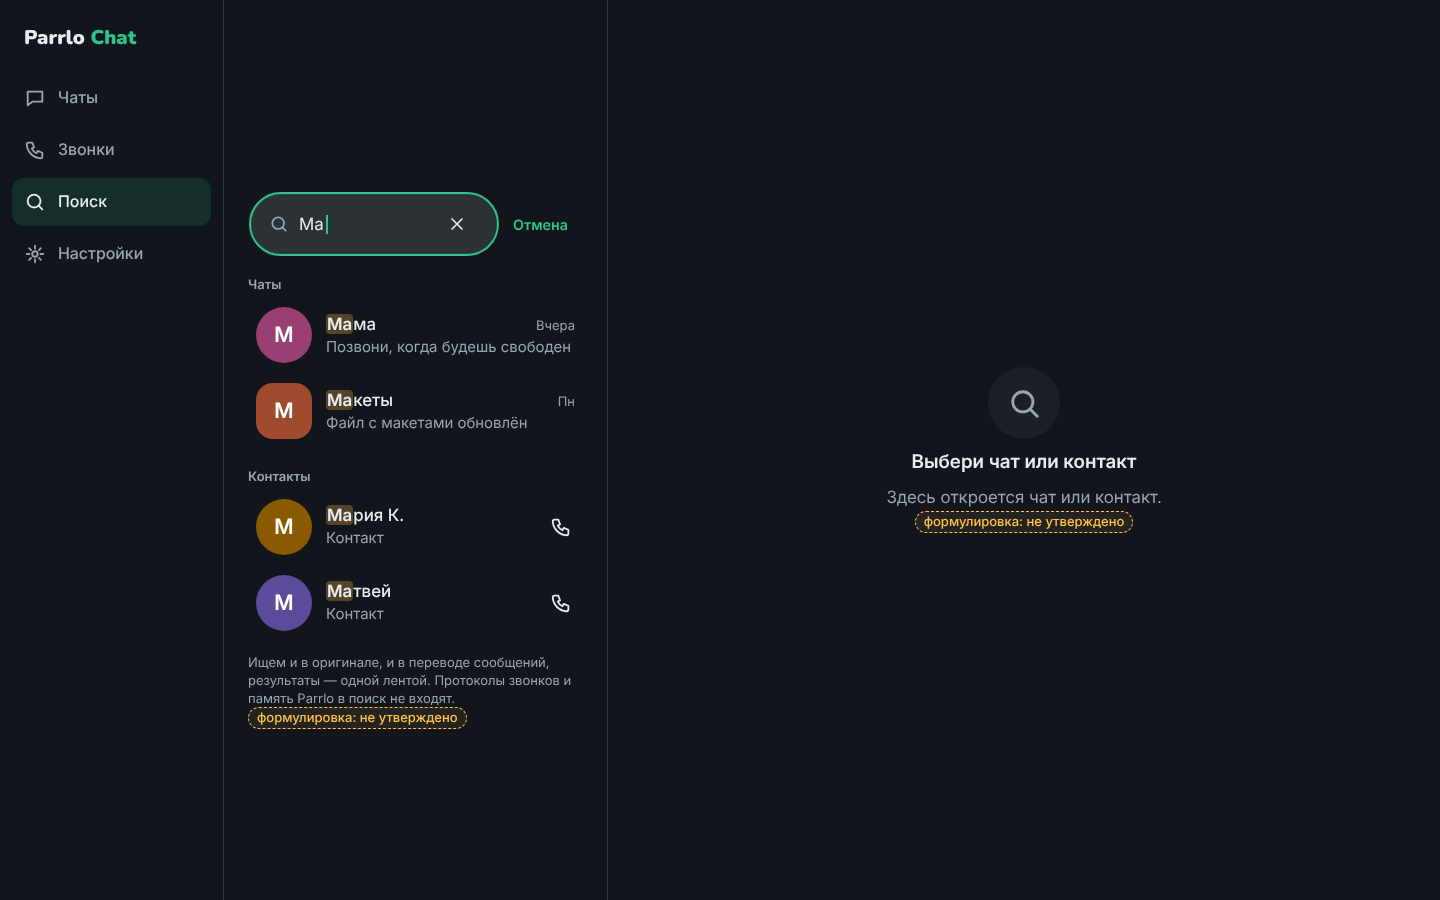 Parrlo Chat
Чаты
Звонки
Поиск
Настройки
Ма
Отмена
Чаты
М
Мама
Вчера
Позвони, когда будешь свободен
М
Макеты
Пн
Файл с макетами обновлён
Контакты
М
Мария К.
Контакт
М
Матвей
Контакт
Ищем и в оригинале, и в переводе сообщений,
результаты — одной лентой. Протоколы звонков и
память Parrlo в поиск не входят.
формулировка: не утверждено
Выбери чат или контакт
Здесь откроется чат или контакт.
формулировка: не утверждено